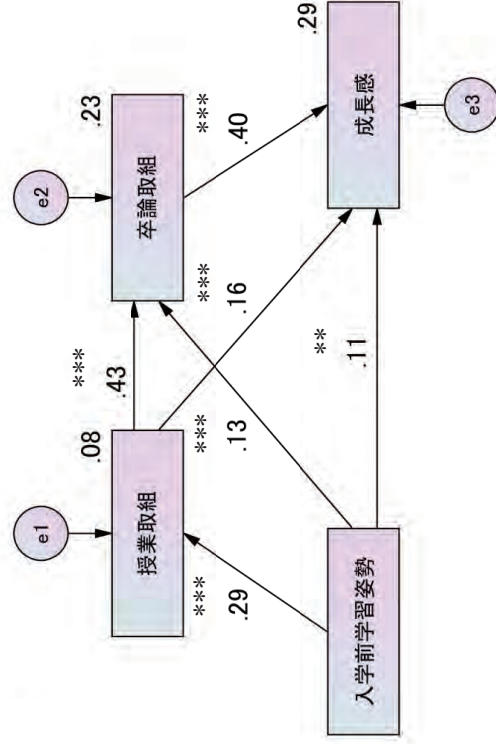 e1
e2
.08
.23
授業取組
***
.43
卒論取組
***
.29
***
.13
***
.16
***
.40
.29
入学前学習姿勢
**
.11
成長感
e3